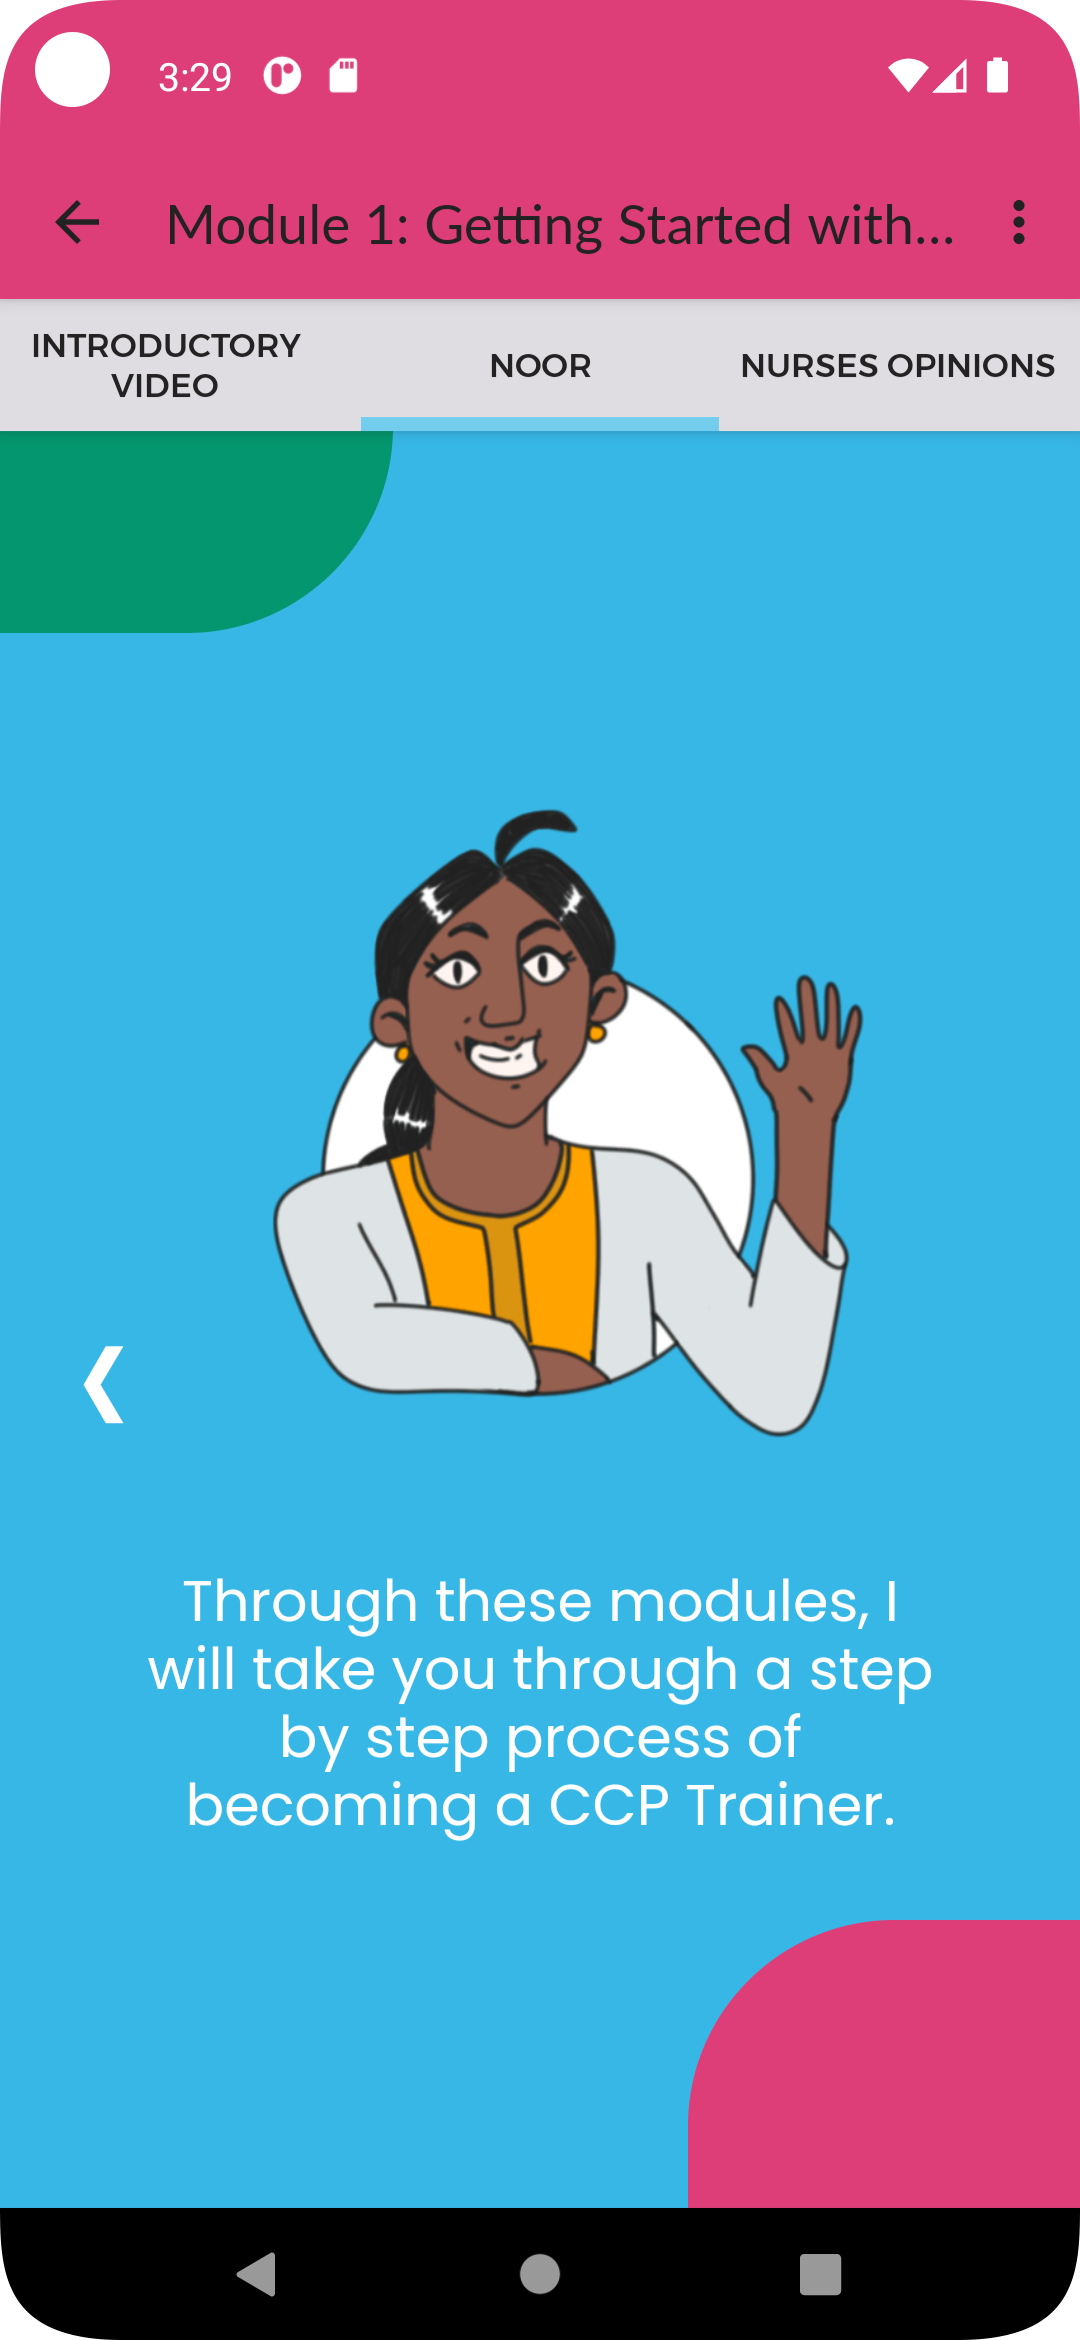 3:29
Module 1: Getting Started with...
INTRODUCTORY
VIDEO
NOOR
NURSES OPINIONS
Through these modules, I
will take you through a step
by step process of
becoming a CCP Trainer.